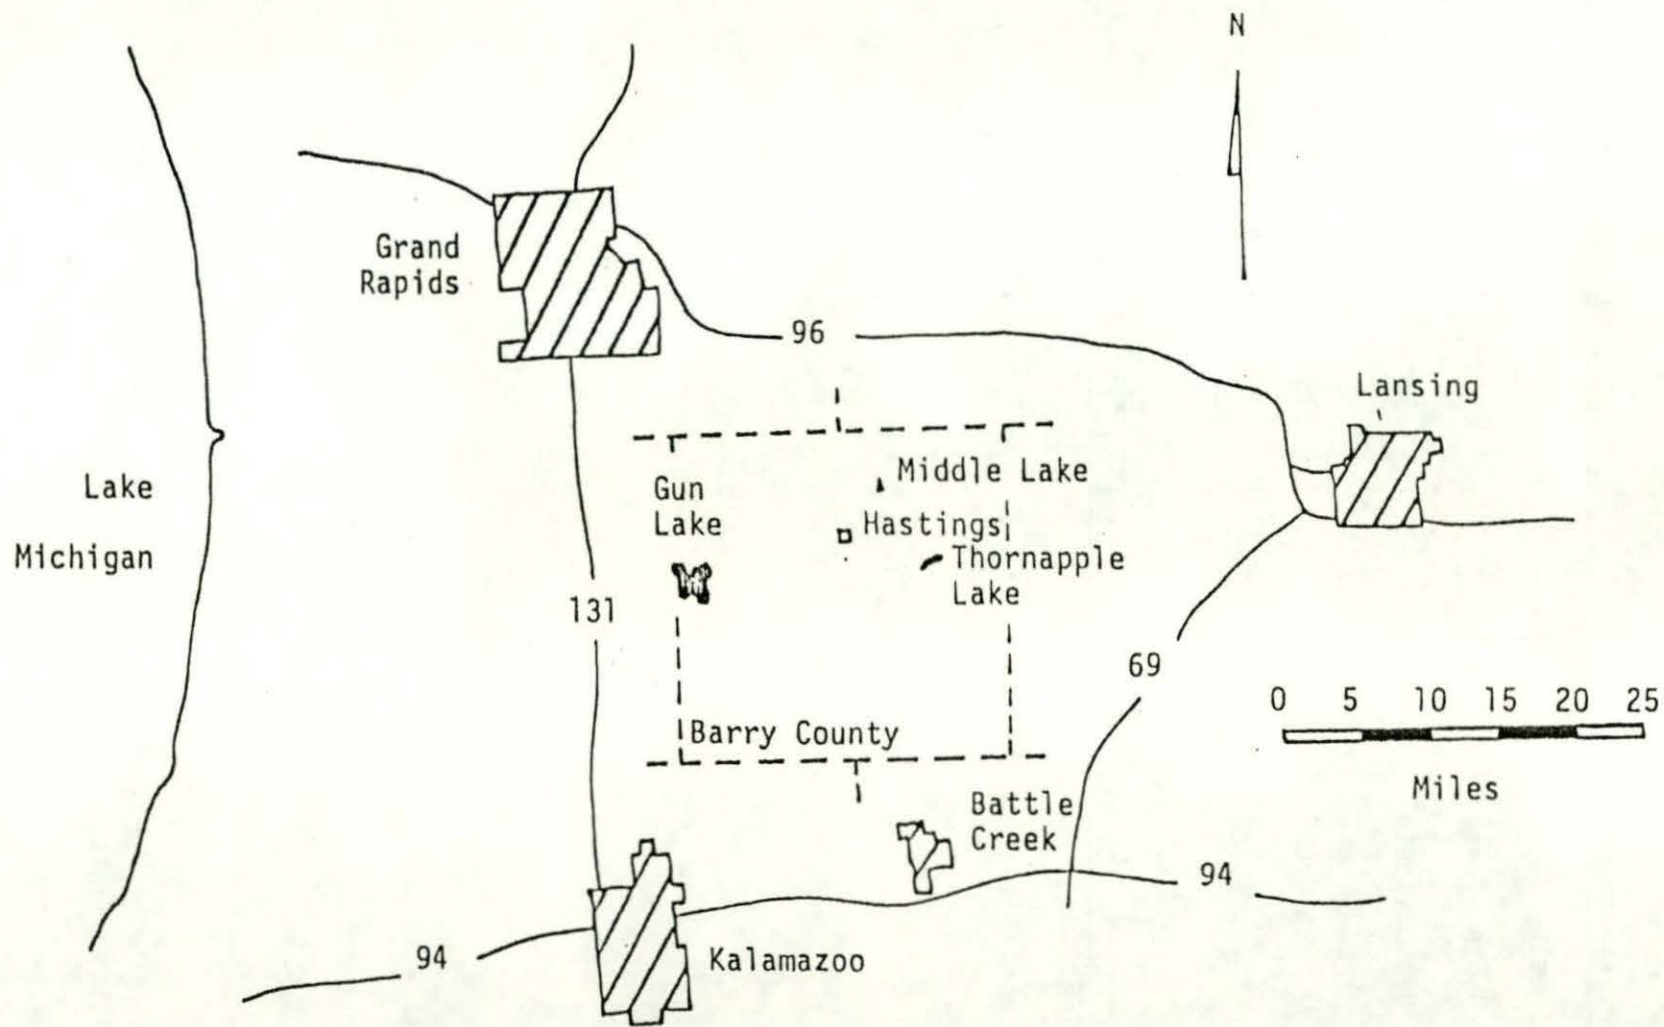 N
Grand
Rapids
96
Lansing
Middle Lake
Gun
Lake
Hastings
Lake
Michigan
Thornapple
Lake
131
69
0 5 10 15 20 25
Barry County
Miles
Battle
Creek
94
94
Kalamazoo